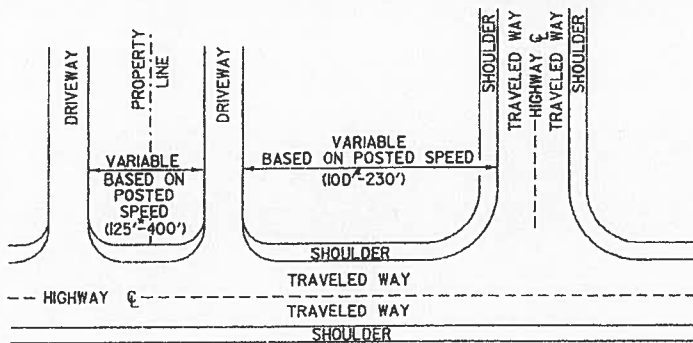 DRIVEWAY
PROPERTY
LINE
DRIVEWAY
SHOULDER
TRAVELED WAY
HIGHWAY ℄
TRAVELED WAY
SHOULDER
VARIABLE
BASED ON
POSTED
SPEED
(125'*-400')
VARIABLE
BASED ON POSTED SPEED
(100'*-230')
SHOULDER
TRAVELED WAY
HIGHWAY ℄
TRAVELED WAY
SHOULDER